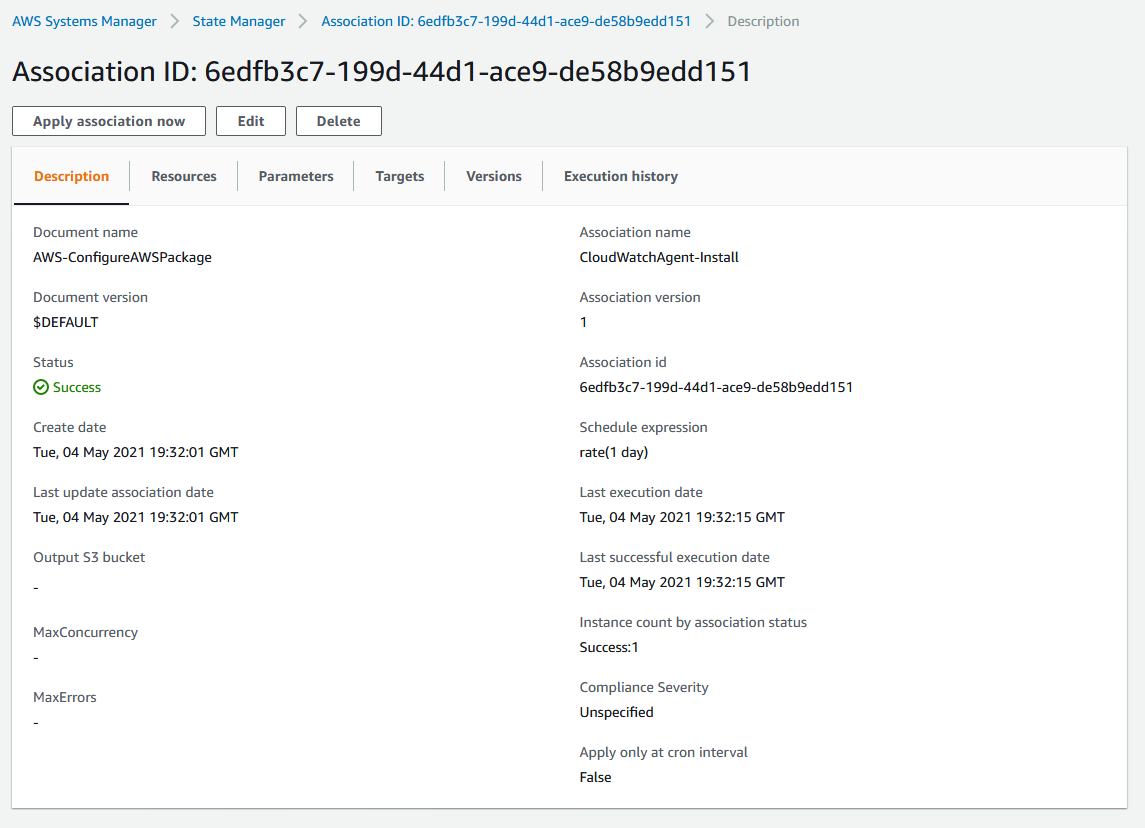 AWS Systems Manager > State Manager > Association ID: 6edfb3c7-199d-44d1-ace9-de58b9edd151 > Description
Association ID: 6edfb3c7-199d-44d1-ace9-de58b9edd151
Apply association now Edit Delete
Description Resources Parameters Targets Versions Execution history
Document name
AWS-ConfigureAWSPackage
Document version
$DEFAULT
Status
Success
Create date
Tue, 04 May 2021 19:32:01 GMT
Last update association date
Tue, 04 May 2021 19:32:01 GMT
Output S3 bucket
-
MaxConcurrency
-
MaxErrors
-
Association name
CloudWatchAgent-Install
Association version
1
Association id
6edfb3c7-199d-44d1-ace9-de58b9edd151
Schedule expression
rate(1 day)
Last execution date
Tue, 04 May 2021 19:32:15 GMT
Last successful execution date
Tue, 04 May 2021 19:32:15 GMT
Instance count by association status
Success:1
Compliance Severity
Unspecified
Apply only at cron interval
False